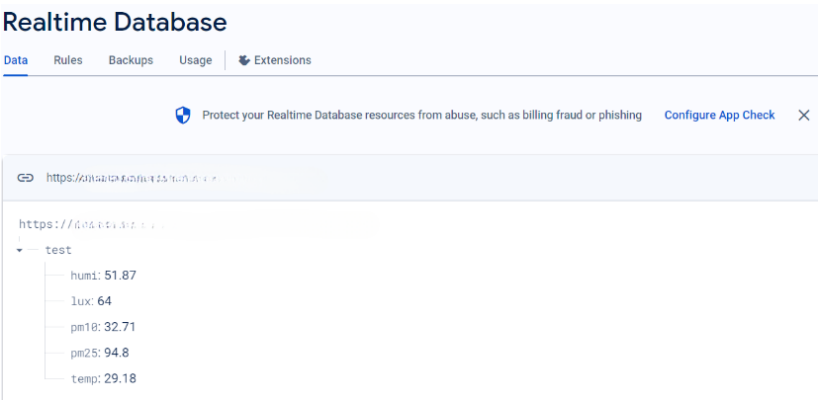 Realtime Database
Data Rules Backups Usage Extensions
Protect your Realtime Database resources from abuse, such as billing fraud or phishing Configure App Check
https://
https://
test
humi: 51.87
lux: 64
pm10: 32.71
pm25: 94.8
temp: 29.18